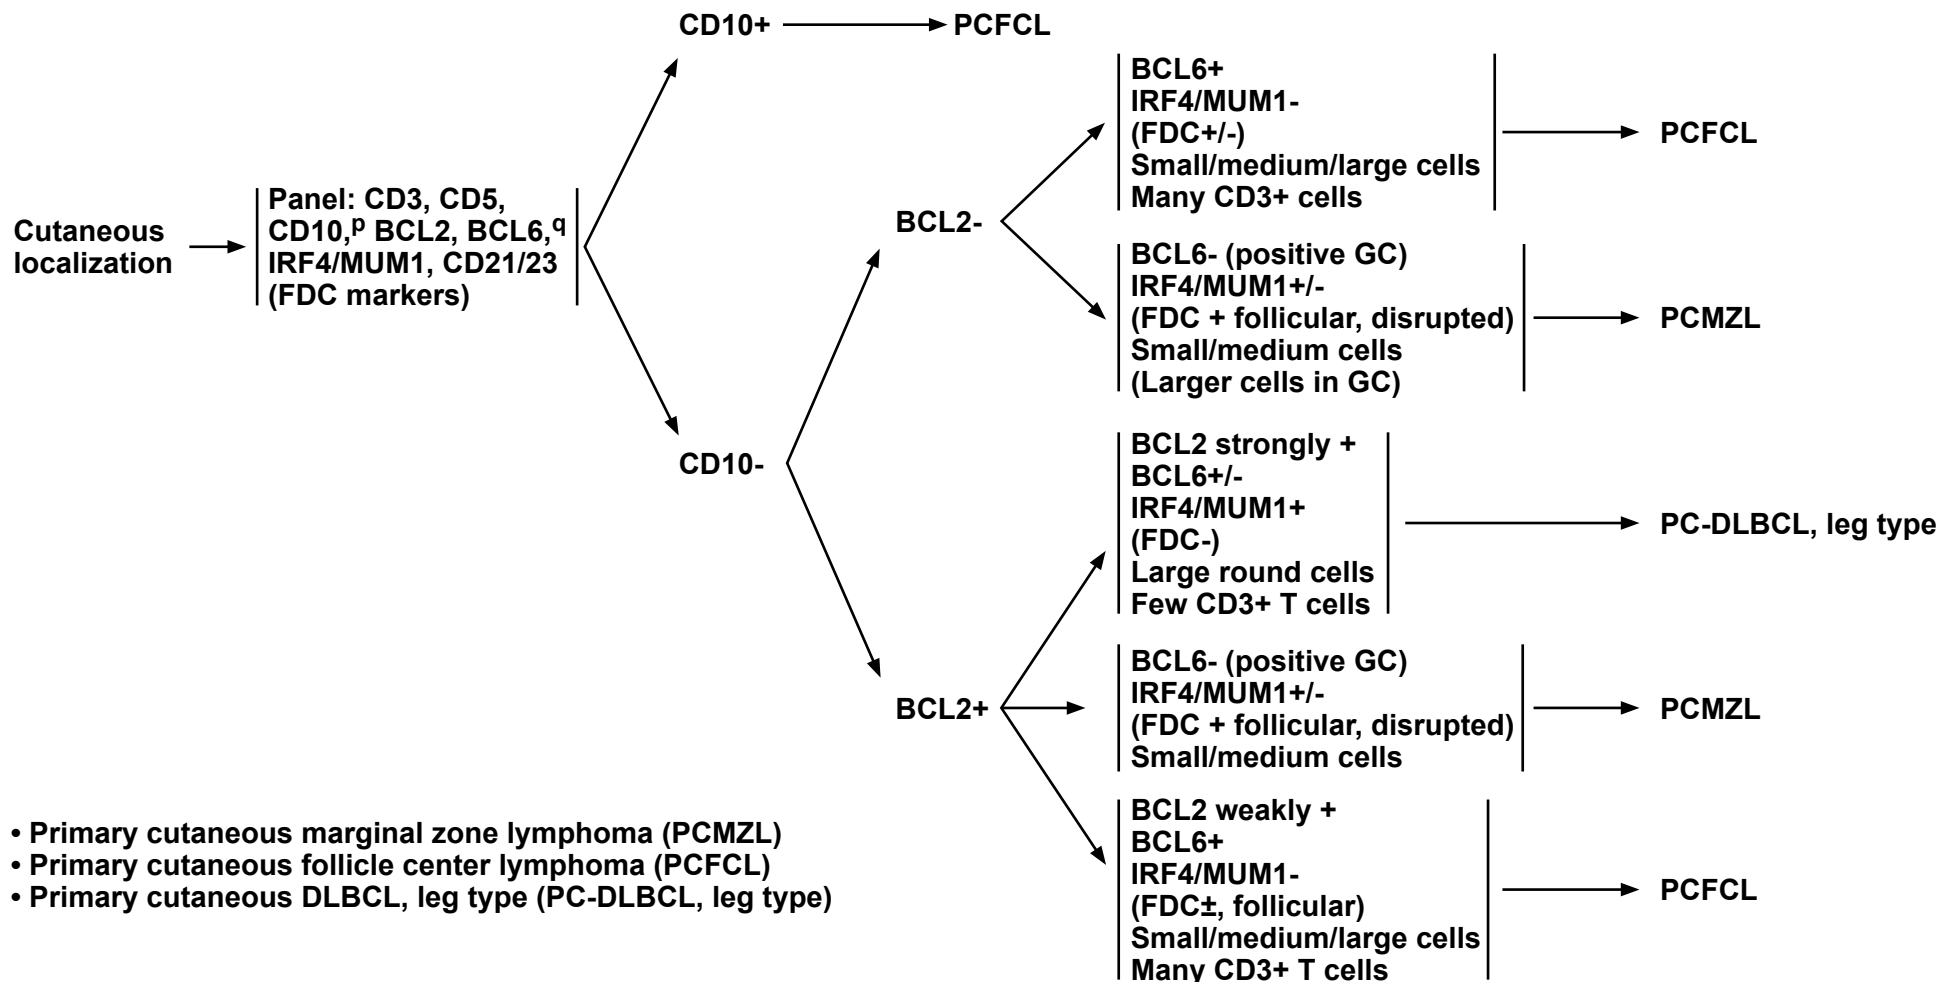 CD10+
PCFCL
BCL6+
IRF4/MUM1-
(FDC+/-)
Small/medium/large cells
Many CD3+ cells
PCFCL
Cutaneous
localization
Panel: CD3, CD5,
CD10,p BCL2, BCL6,q
IRF4/MUM1, CD21/23
(FDC markers)
BCL2-
BCL6- (positive GC)
IRF4/MUM1+/-
(FDC + follicular, disrupted)
Small/medium cells
(Larger cells in GC)
PCMZL
CD10-
BCL2 strongly +
BCL6+/-
IRF4/MUM1+
(FDC-)
Large round cells
Few CD3+ T cells
PC-DLBCL, leg type
BCL2+
BCL6- (positive GC)
IRF4/MUM1+/-
(FDC + follicular, disrupted)
Small/medium cells
PCMZL
BCL2 weakly +
BCL6+
IRF4/MUM1-
(FDC±, follicular)
Small/medium/large cells
Many CD3+ T cells
PCFCL
• Primary cutaneous marginal zone lymphoma (PCMZL)
• Primary cutaneous follicle center lymphoma (PCFCL)
• Primary cutaneous DLBCL, leg type (PC-DLBCL, leg type)